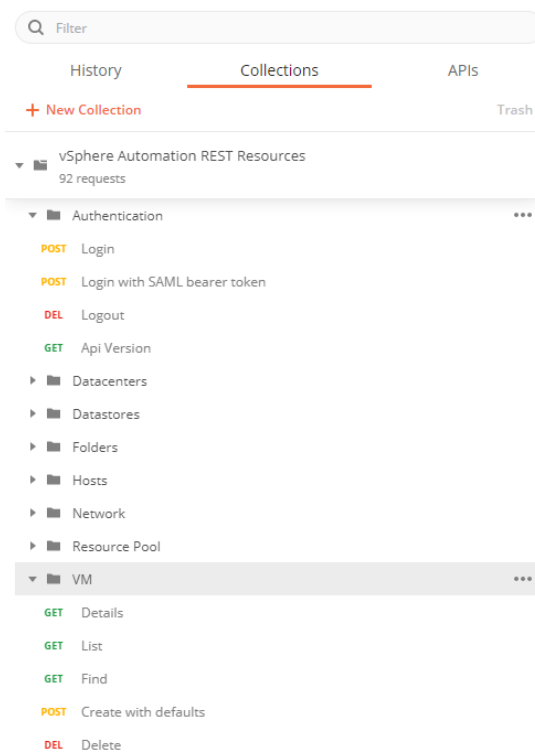 Filter
History Collections APIs
+ New Collection Trash
vSphere Automation REST Resources
92 requests
Authentication
POST Login
POST Login with SAML bearer token
DEL Logout
GET Api Version
Datacenters
Datastores
Folders
Hosts
Network
Resource Pool
VM
GET Details
GET List
GET Find
POST Create with defaults
DEL Delete